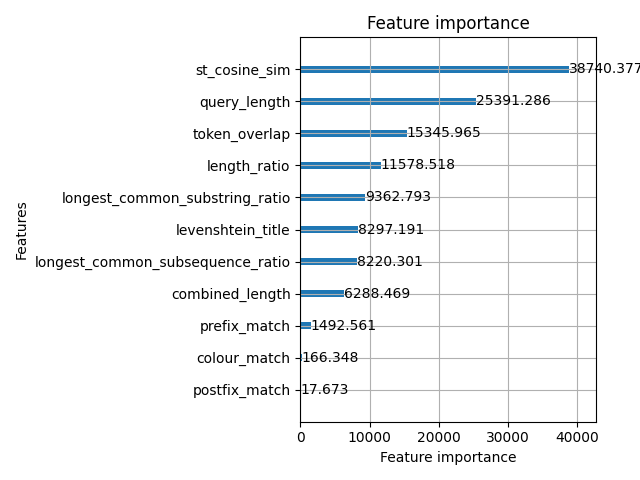 Feature importance
st_cosine_sim 38740.377
query_length 25391.286
token_overlap 15345.965
length_ratio 11578.518
longest_common_substring_ratio 9362.793
levenshtein_title 8297.191
longest_common_subsequence_ratio 8220.301
combined_length 6288.469
prefix_match 1492.561
colour_match 166.348
postfix_match 17.673
Features
0 10000 20000 30000 40000
Feature importance